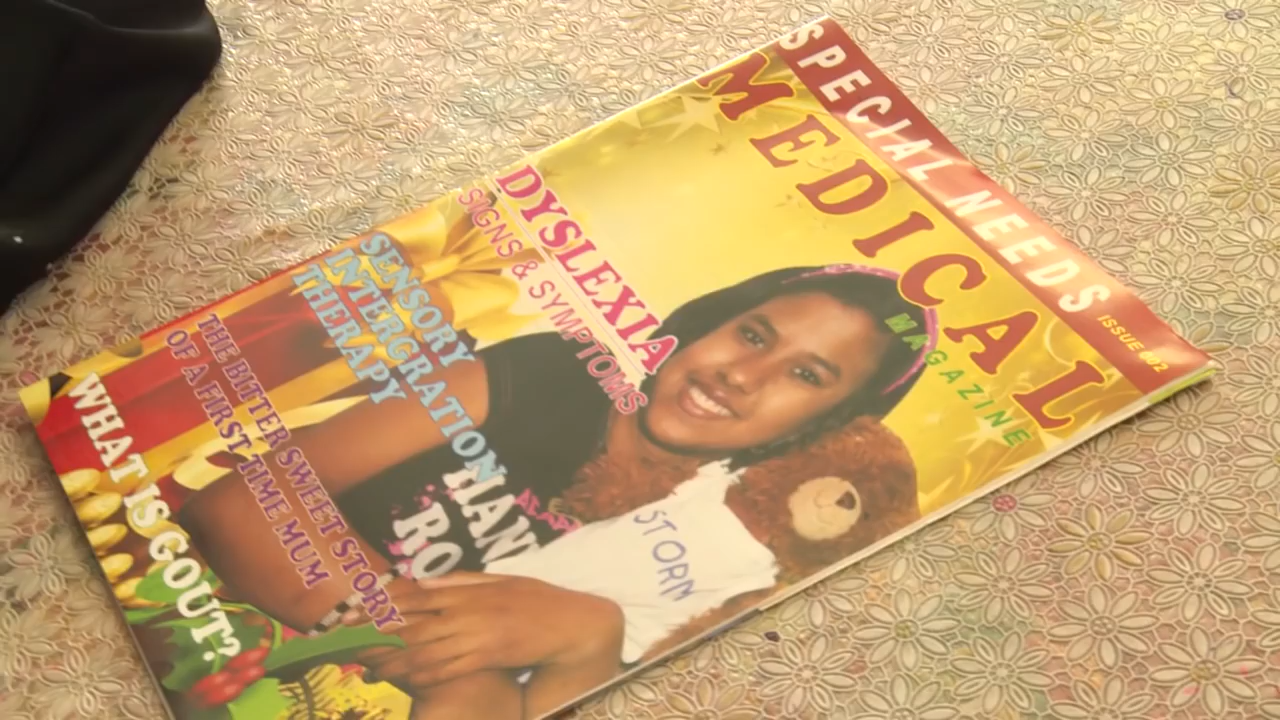 SPECIAL NEEDS
MEDICAL
MAGAZINE
ISSUE 002
DYSLEXIA
SIGNS & SYMPTOMS
SENSORY
INTERGRATION
THERAPY
THE BITTER SWEET STORY
OF A FIRST TIME MUM
WHAT IS GOUT?
STORM